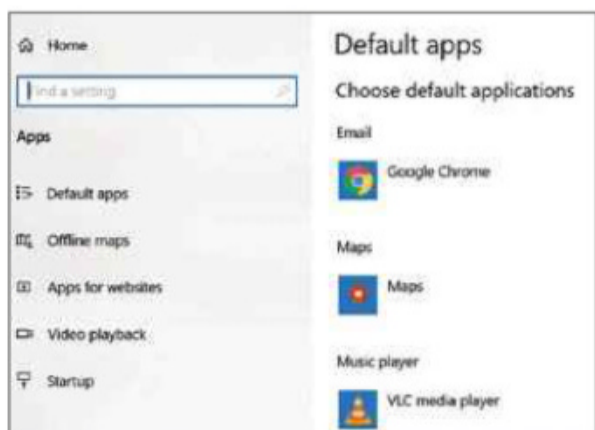 Home
Find a setting
Apps
Default apps
Offline maps
Apps for websites
Video playback
Startup
Default apps
Choose default applications
Email
Google Chrome
Maps
Maps
Music player
VLC media player